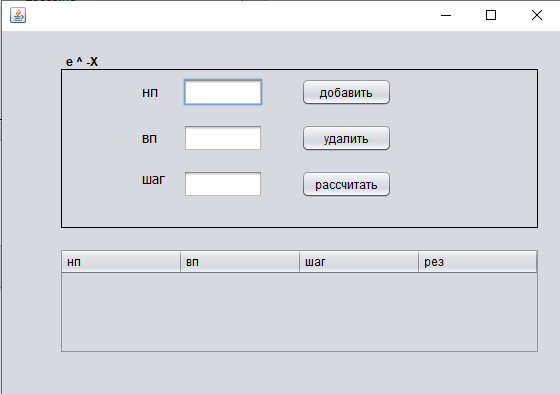 e ^ -X
нп
добавить
вп
удалить
шаг
рассчитать
нп вп шаг рез